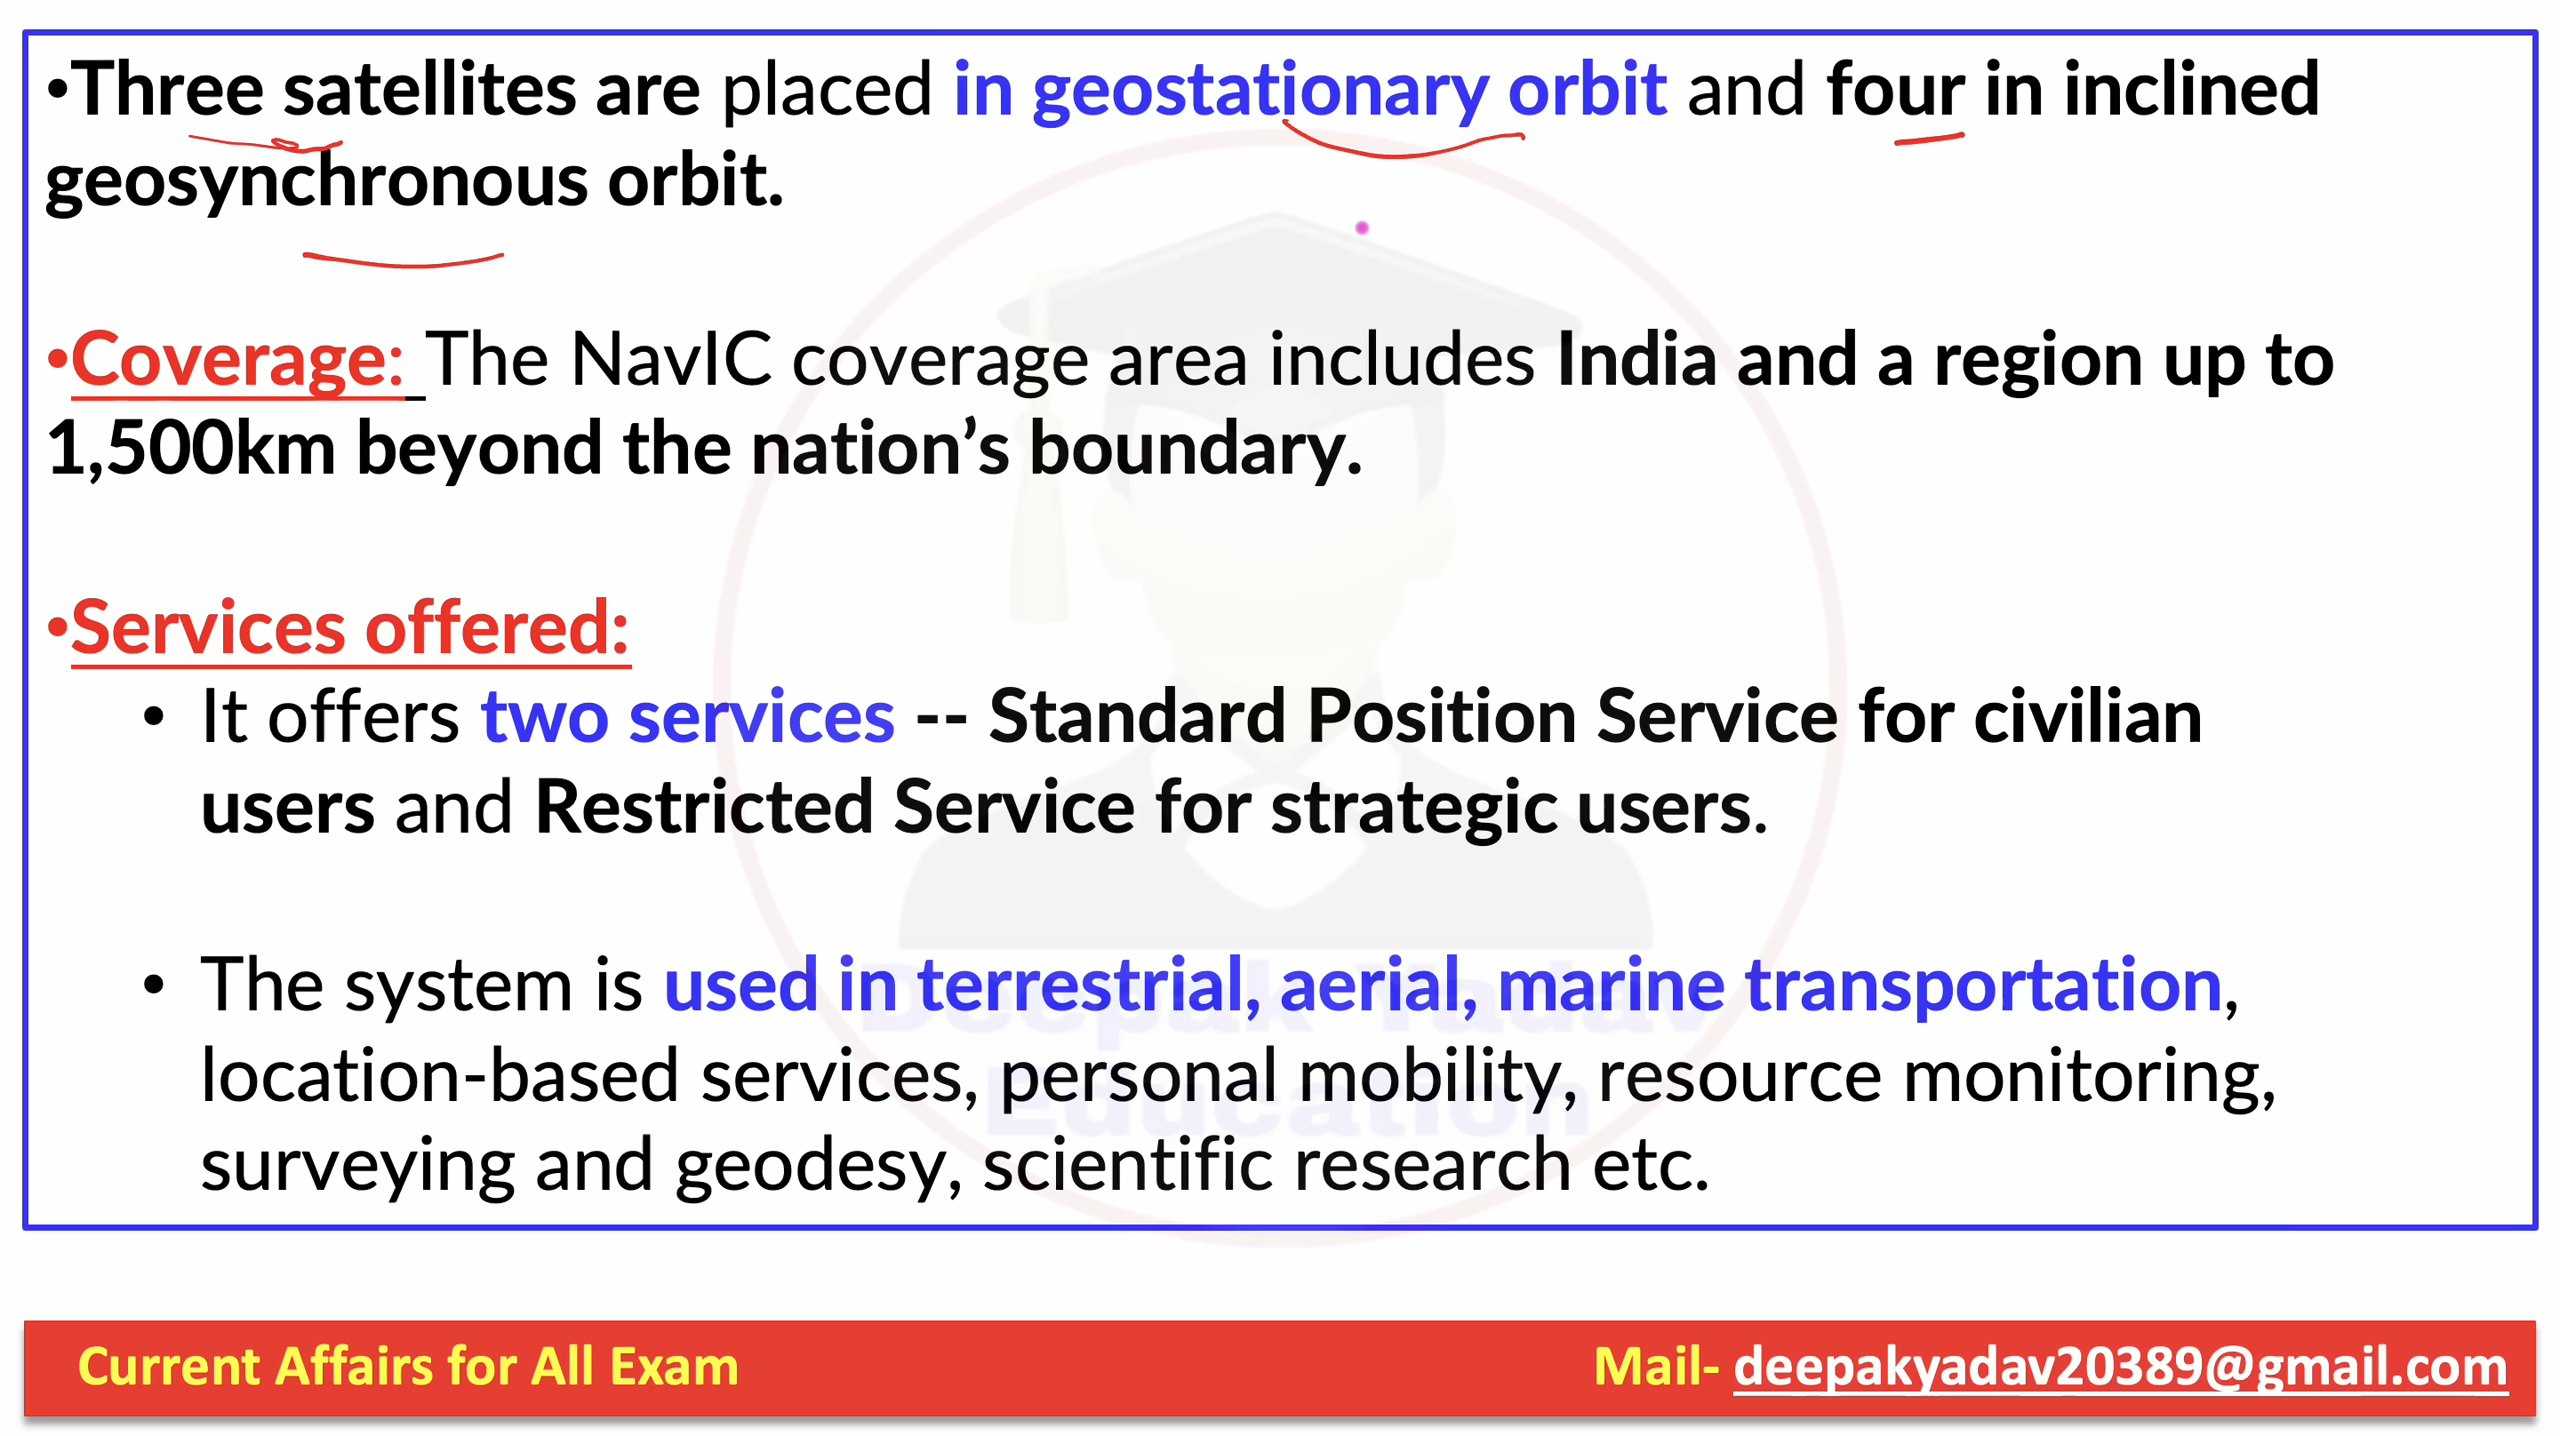 •Three satellites are placed in geostationary orbit and four in inclined
geosynchronous orbit.
•Coverage: The NavIC coverage area includes India and a region up to
1,500km beyond the nation’s boundary.
•Services offered:
• It offers two services -- Standard Position Service for civilian
users and Restricted Service for strategic users.
• The system is used in terrestrial, aerial, marine transportation,
location-based services, personal mobility, resource monitoring,
surveying and geodesy, scientific research etc.
Deepak Yadav
Education
Current Affairs for All Exam
Mail- deepakyadav20389@gmail.com